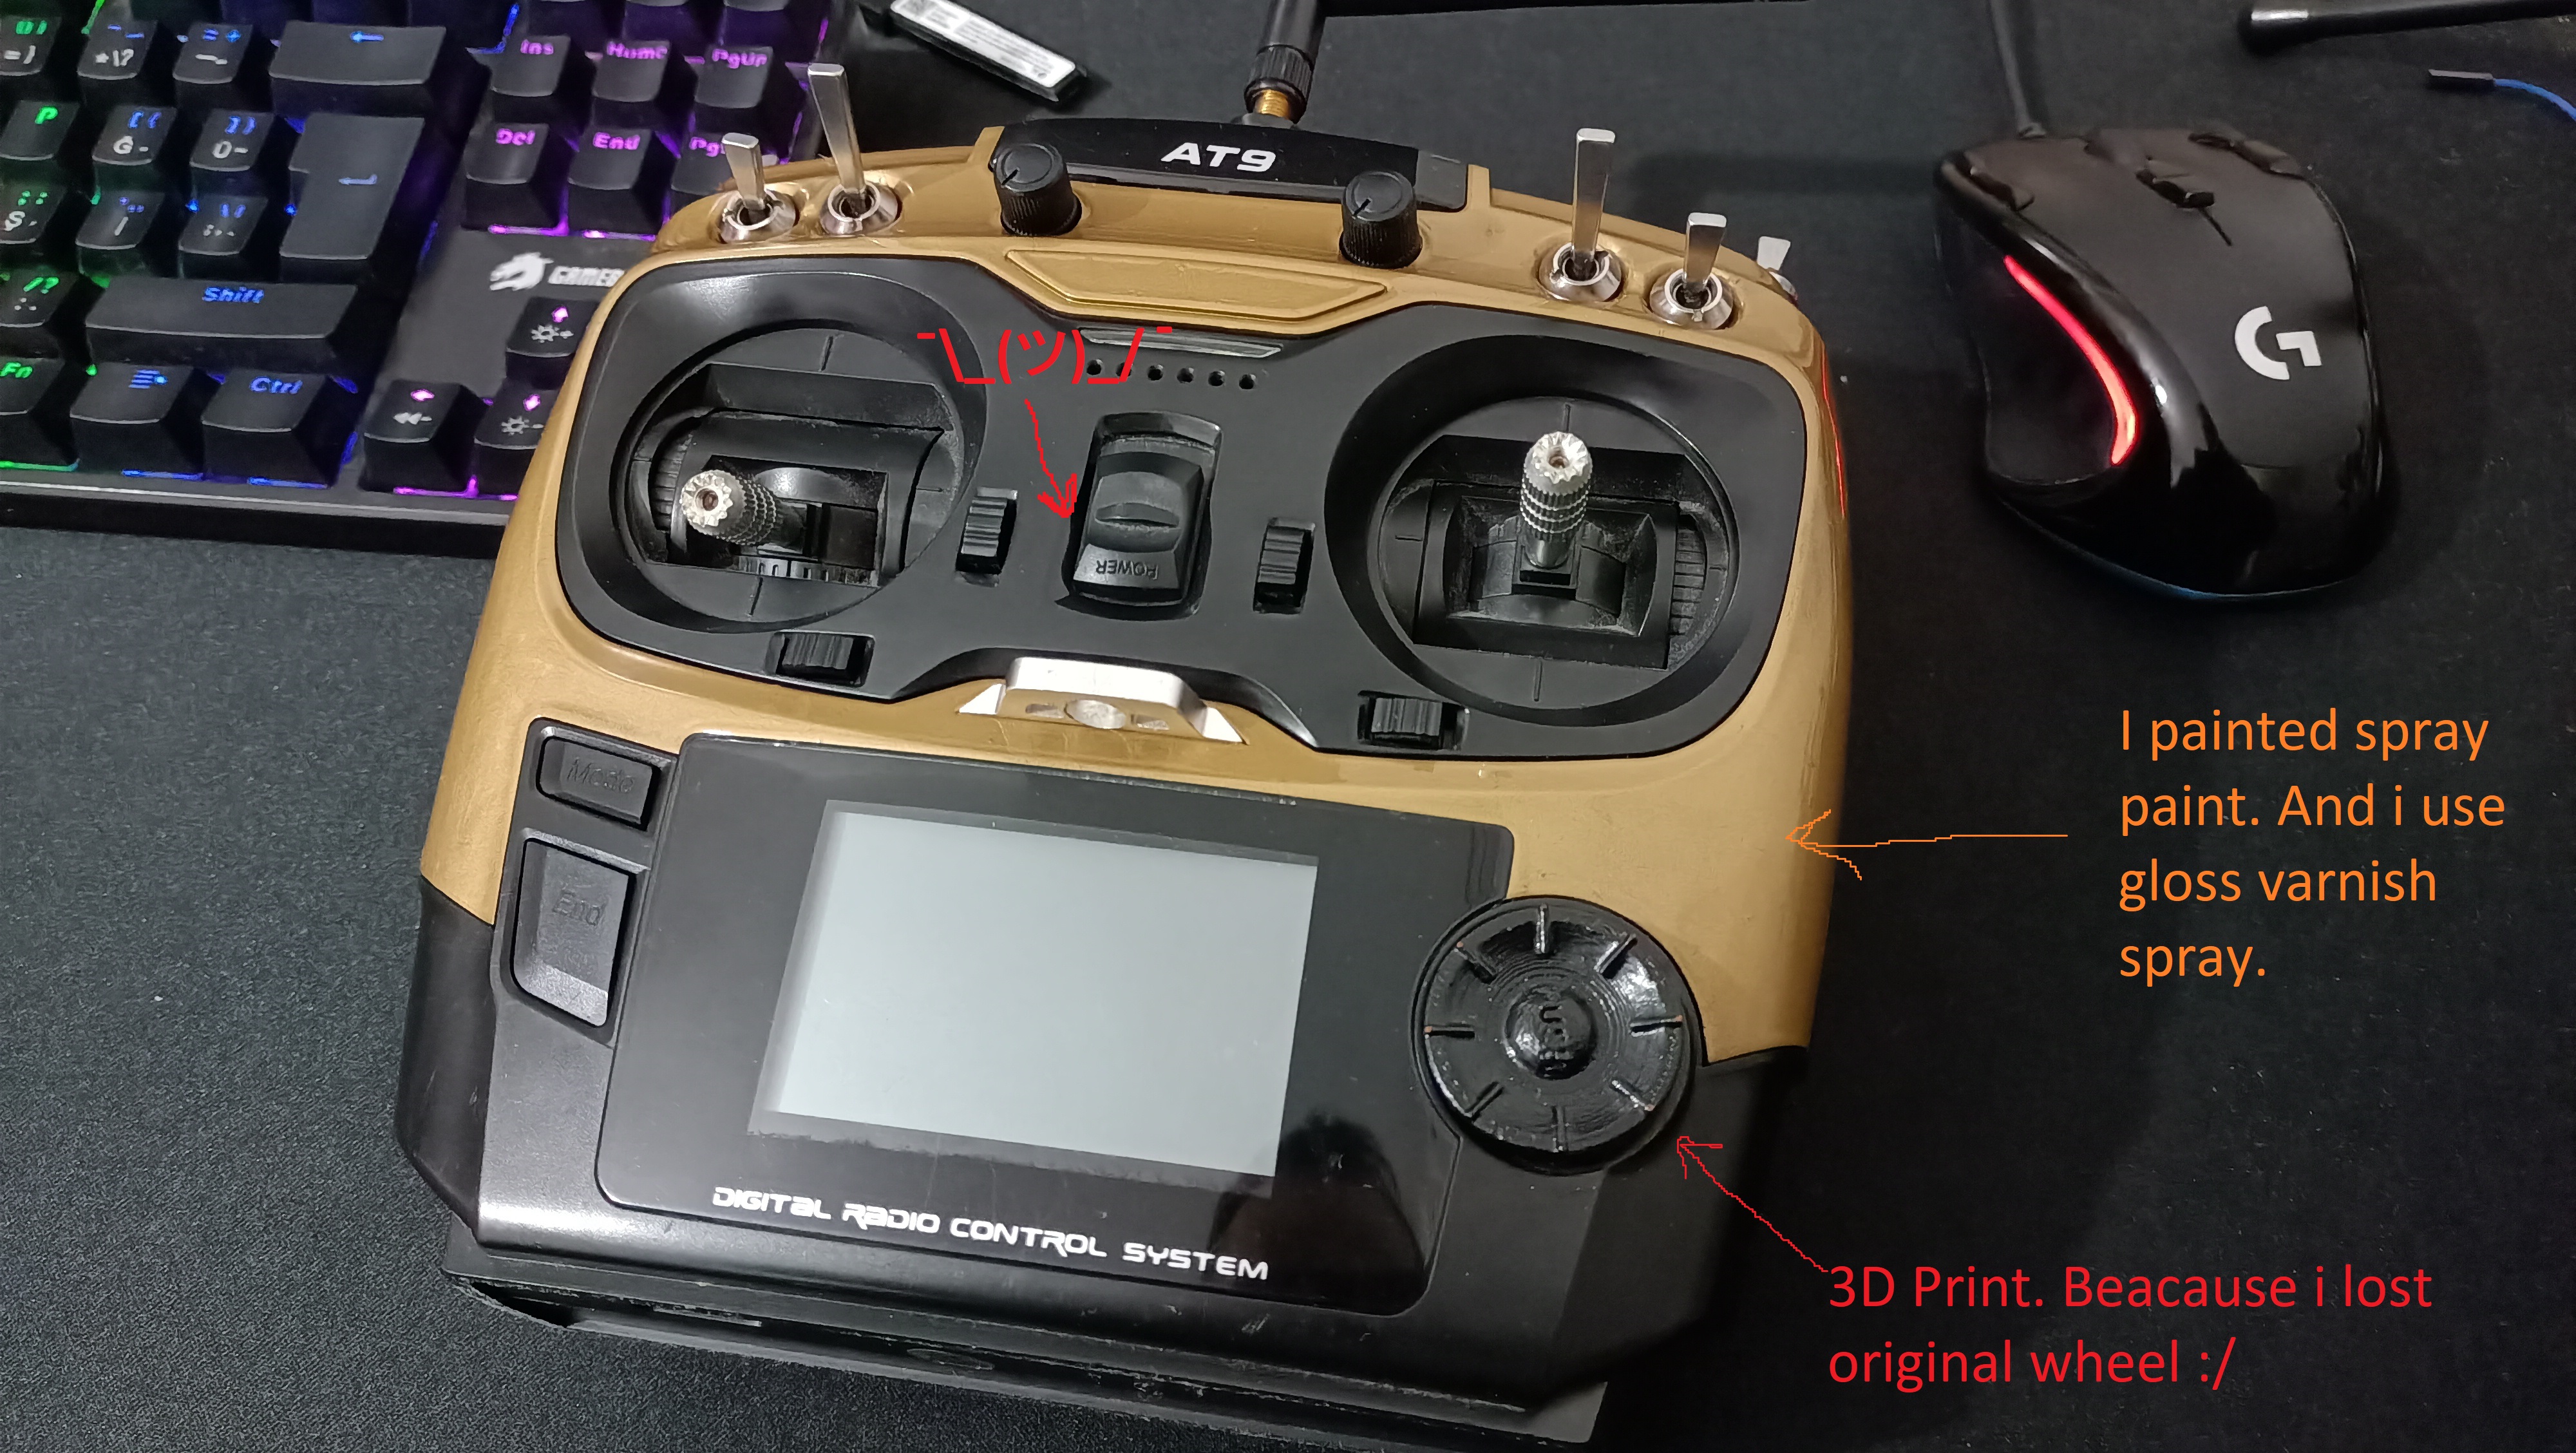 P
Ins
Home
PgUp
Del
End
Shift
Fn
Ctrl
AT9
G
¯\_(ツ)_/¯
POWER
Mode
End
I painted spray
paint. And i use
gloss varnish
spray.
DIGITAL RADIO CONTROL SYSTEM
3D Print. Beacause i lost
original wheel :/